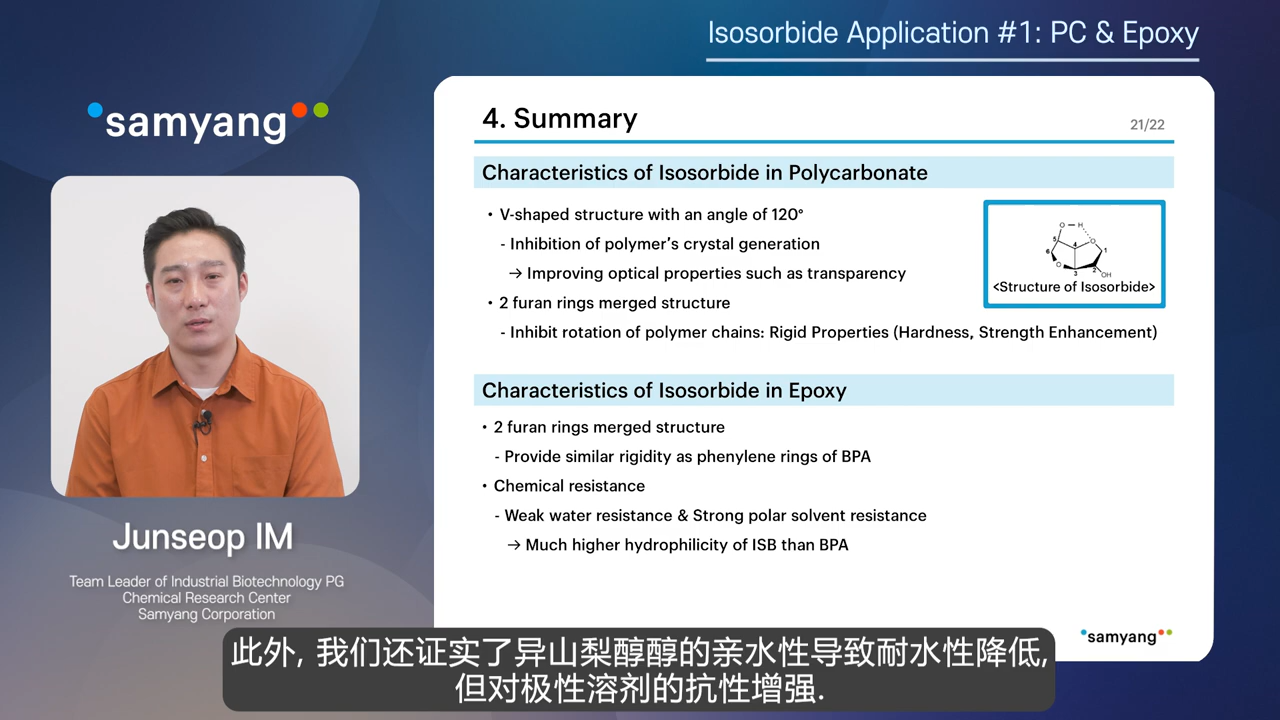 Isosorbide Application #1: PC & Epoxy
samyang
4. Summary
21/22
Characteristics of Isosorbide in Polycarbonate
• V-shaped structure with an angle of 120°
- Inhibition of polymer's crystal generation
→ Improving optical properties such as transparency
• 2 furan rings merged structure
- Inhibit rotation of polymer chains: Rigid Properties (Hardness, Strength Enhancement)
O H
5 4 O 1
6 O 3 2 OH
<Structure of Isosorbide>
Characteristics of Isosorbide in Epoxy
• 2 furan rings merged structure
- Provide similar rigidity as phenylene rings of BPA
• Chemical resistance
- Weak water resistance & Strong polar solvent resistance
→ Much higher hydrophilicity of ISB than BPA
samyang
Junseop IM
Team Leader of Industrial Biotechnology PG
Chemical Research Center
Samyang Corporation
此外, 我们还证实了异山梨醇醇的亲水性导致耐水性降低,
但对极性溶剂的抗性增强.